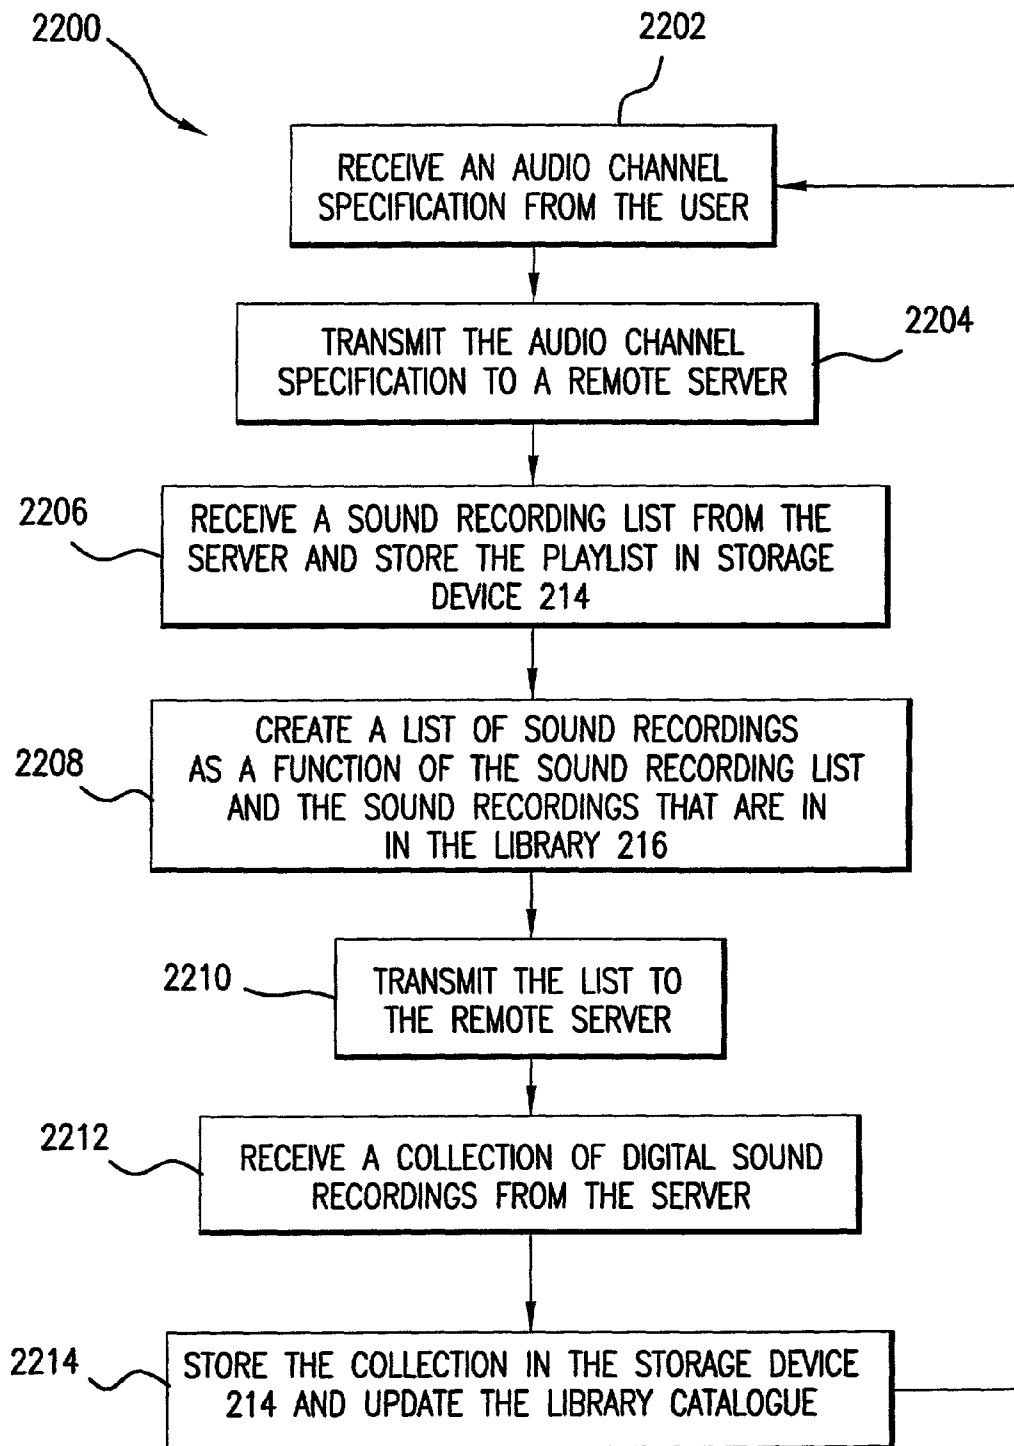 2200
2202
RECEIVE AN AUDIO CHANNEL
SPECIFICATION FROM THE USER
2204
TRANSMIT THE AUDIO CHANNEL
SPECIFICATION TO A REMOTE SERVER
2206
RECEIVE A SOUND RECORDING LIST FROM THE
SERVER AND STORE THE PLAYLIST IN STORAGE
DEVICE 214
2208
CREATE A LIST OF SOUND RECORDINGS
AS A FUNCTION OF THE SOUND RECORDING LIST
AND THE SOUND RECORDINGS THAT ARE IN
IN THE LIBRARY 216
2210
TRANSMIT THE LIST TO
THE REMOTE SERVER
2212
RECEIVE A COLLECTION OF DIGITAL SOUND
RECORDINGS FROM THE SERVER
2214
STORE THE COLLECTION IN THE STORAGE DEVICE
214 AND UPDATE THE LIBRARY CATALOGUE